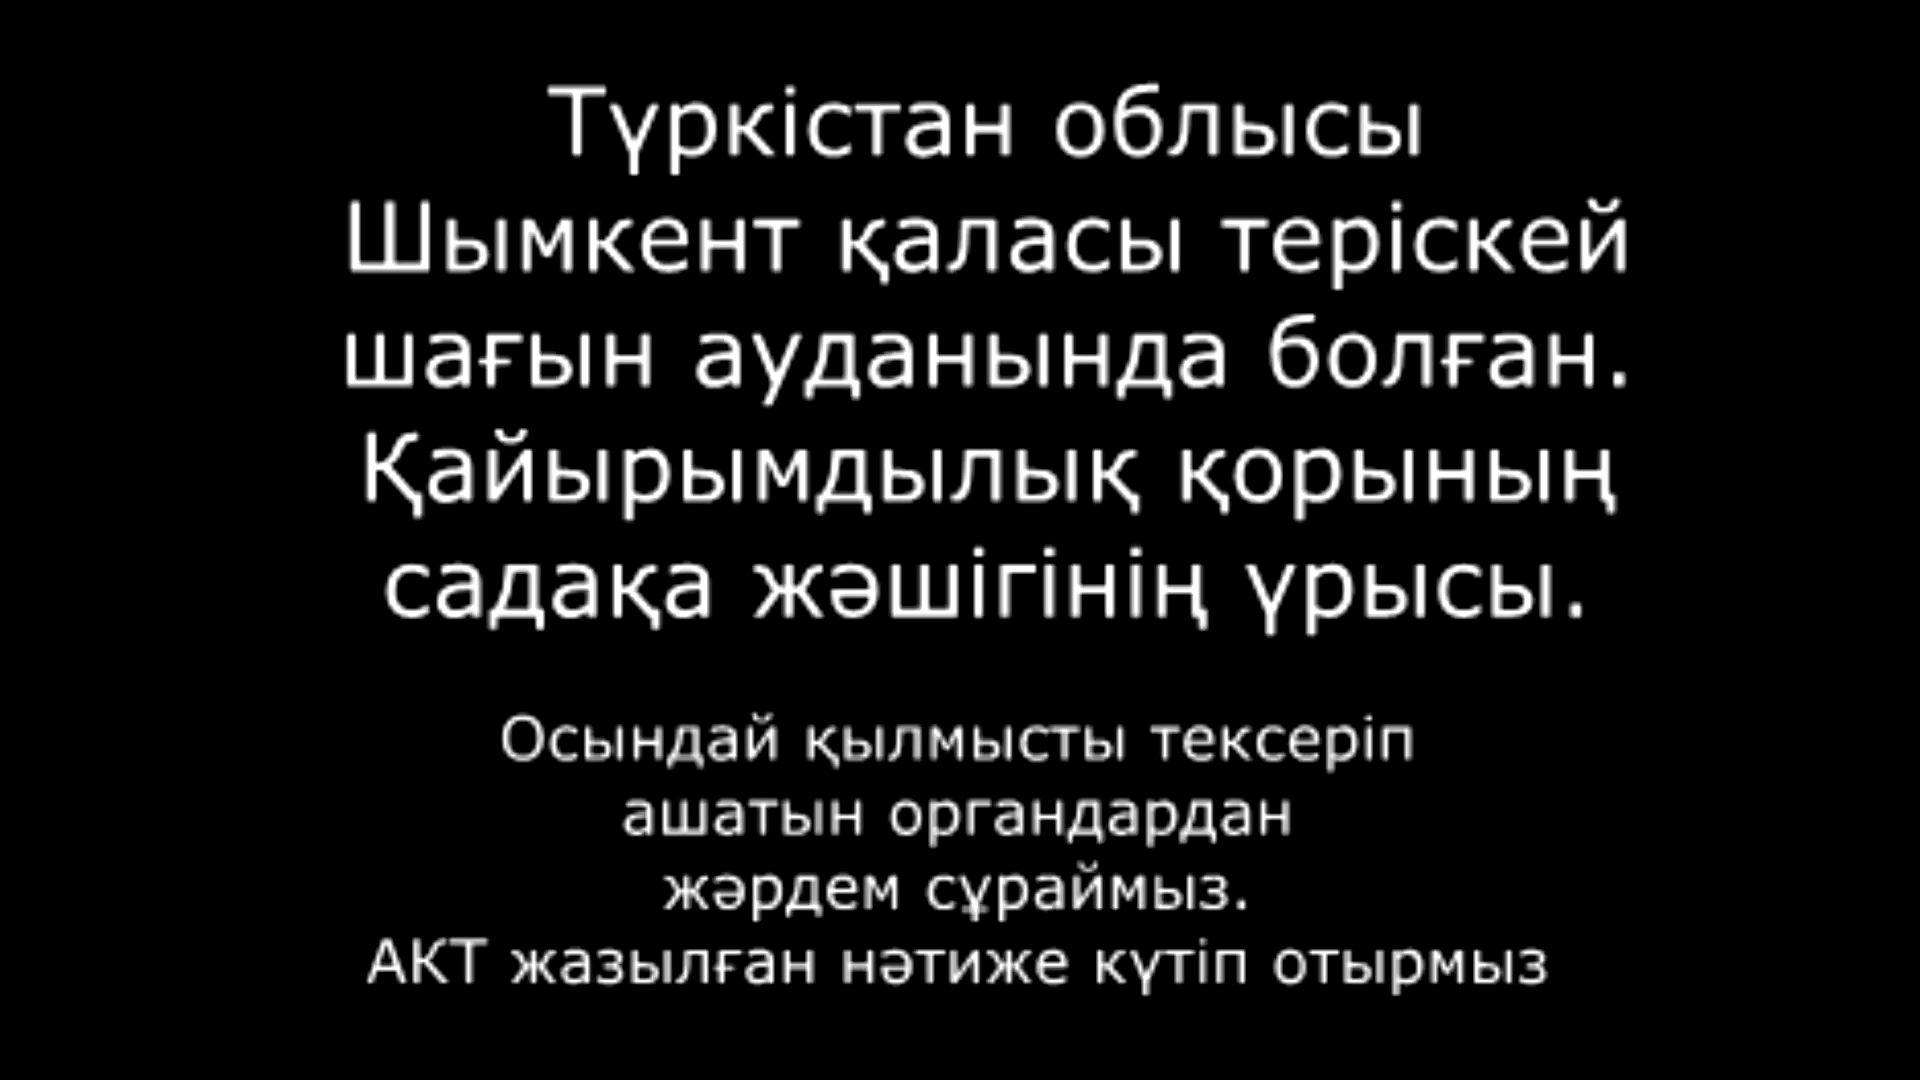 Түркістан облысы
Шымкент қаласы теріскей
шағын ауданында болған.
Қайырымдылық қорының
садақа жәшігінің үрысы.
Осындай қылмысты тексеріп
ашатын органдардан
жәрдем сұраймыз.
АКТ жазылған нәтиже күтіп отырмыз